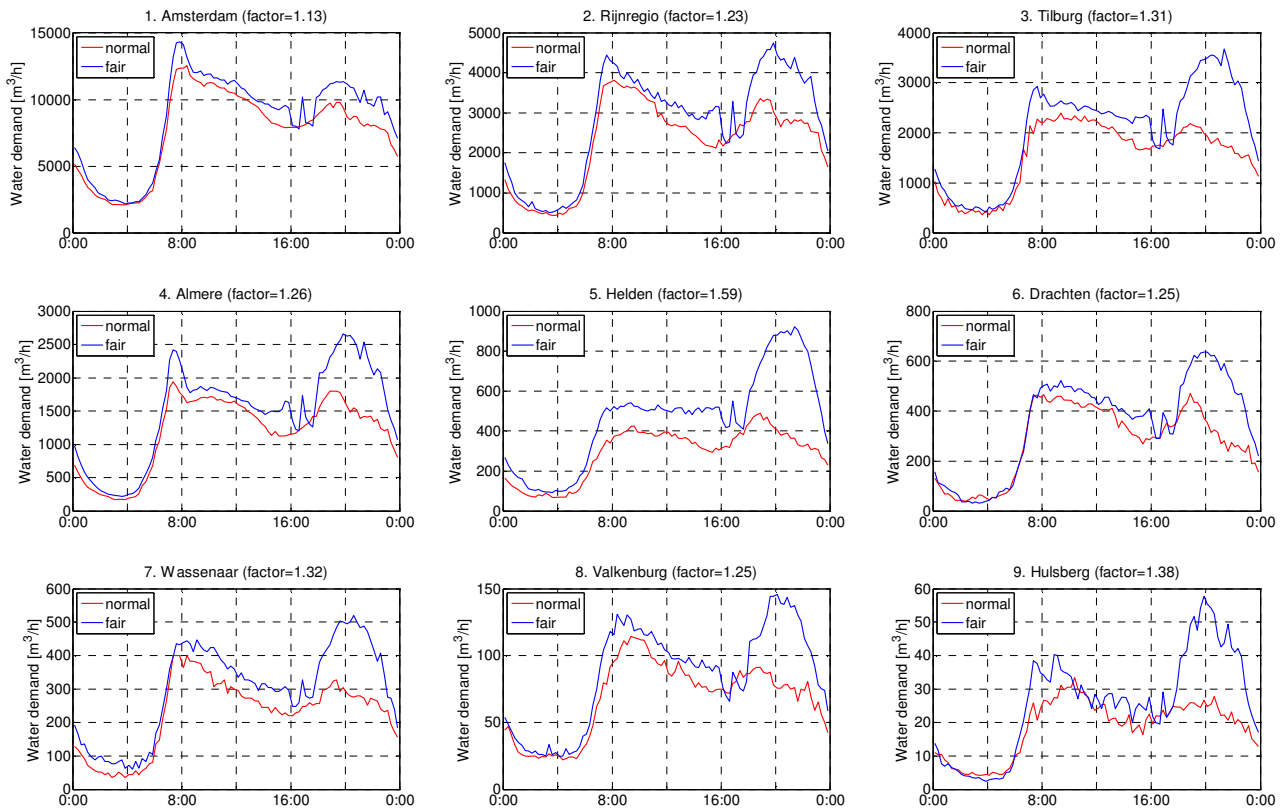 1. Amsterdam (factor=1.13)
Water demand [m³/h]
15000
10000
5000
0
normal
fair
0:00 8:00 16:00 0:00
2. Rijnregio (factor=1.23)
Water demand [m³/h]
5000
4000
3000
2000
1000
0
normal
fair
0:00 8:00 16:00 0:00
3. Tilburg (factor=1.31)
Water demand [m³/h]
4000
3000
2000
1000
0
normal
fair
0:00 8:00 16:00 0:00
4. Almere (factor=1.26)
Water demand [m³/h]
3000
2500
2000
1500
1000
500
0
normal
fair
0:00 8:00 16:00 0:00
5. Helden (factor=1.59)
Water demand [m³/h]
1000
800
600
400
200
0
normal
fair
0:00 8:00 16:00 0:00
6. Drachten (factor=1.25)
Water demand [m³/h]
800
600
400
200
0
normal
fair
0:00 8:00 16:00 0:00
7. Wassenaar (factor=1.32)
Water demand [m³/h]
600
500
400
300
200
100
0
normal
fair
0:00 8:00 16:00 0:00
8. Valkenburg (factor=1.25)
Water demand [m³/h]
150
100
50
0
normal
fair
0:00 8:00 16:00 0:00
9. Hulsberg (factor=1.38)
Water demand [m³/h]
60
50
40
30
20
10
0
normal
fair
0:00 8:00 16:00 0:00